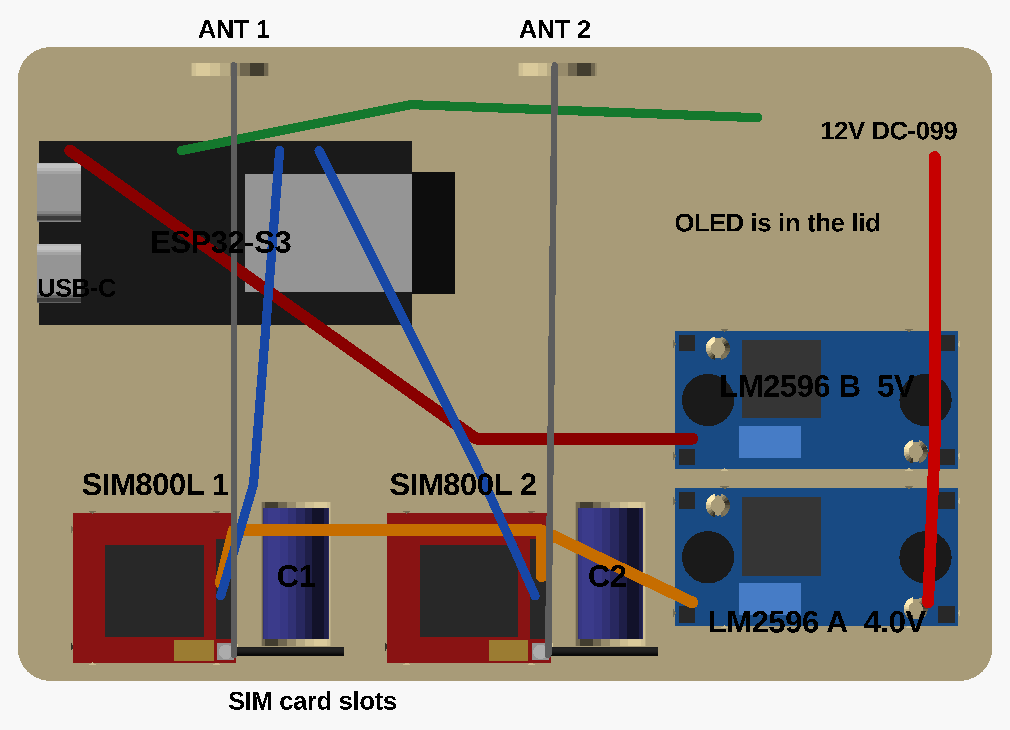 ANT 1
ANT 2
12V DC-099
OLED is in the lid
ESP32-S3
USB-C
LM2596 B  5V
SIM800L 1
SIM800L 2
C1
C2
LM2596 A  4.0V
SIM card slots